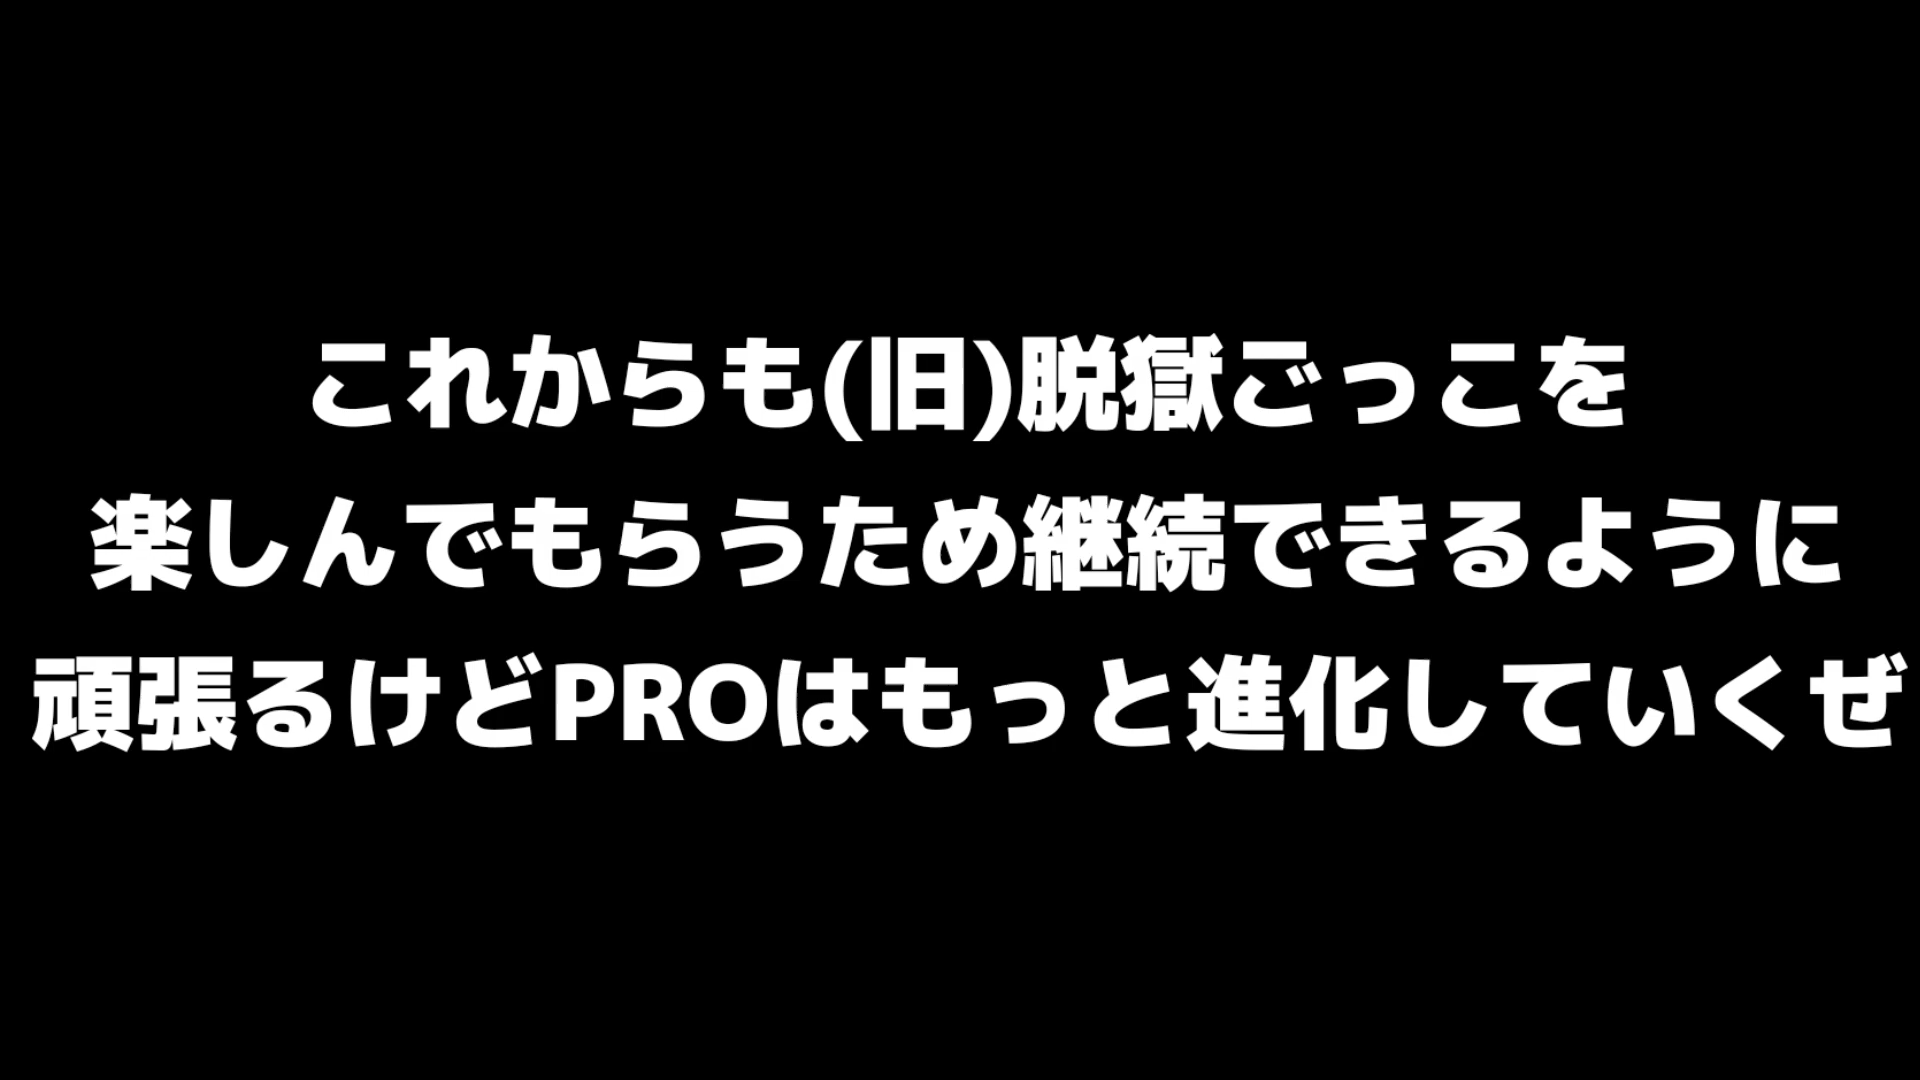 これからも(旧)脱獄ごっこを
楽しんでもらうため継続できるように
頑張るけどPROはもっと進化していくぜ